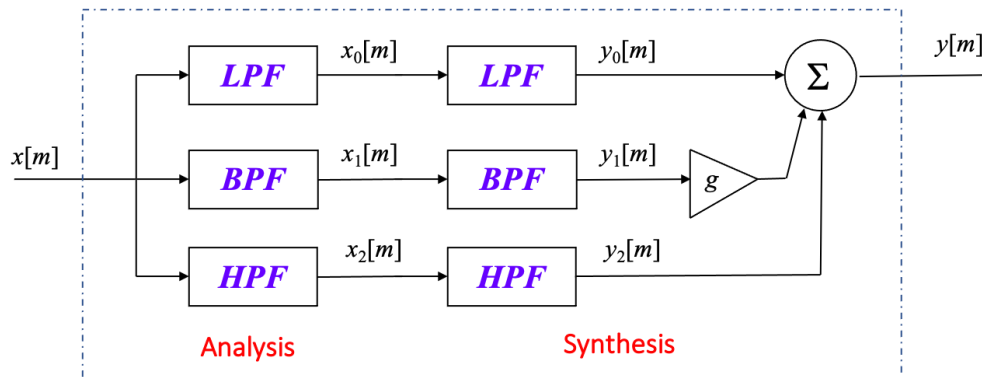 LPF x₀[m] LPF y₀[m] Σ y[m]
x[m] BPF x₁[m] BPF y₁[m] g
HPF x₂[m] HPF y₂[m]
Analysis Synthesis